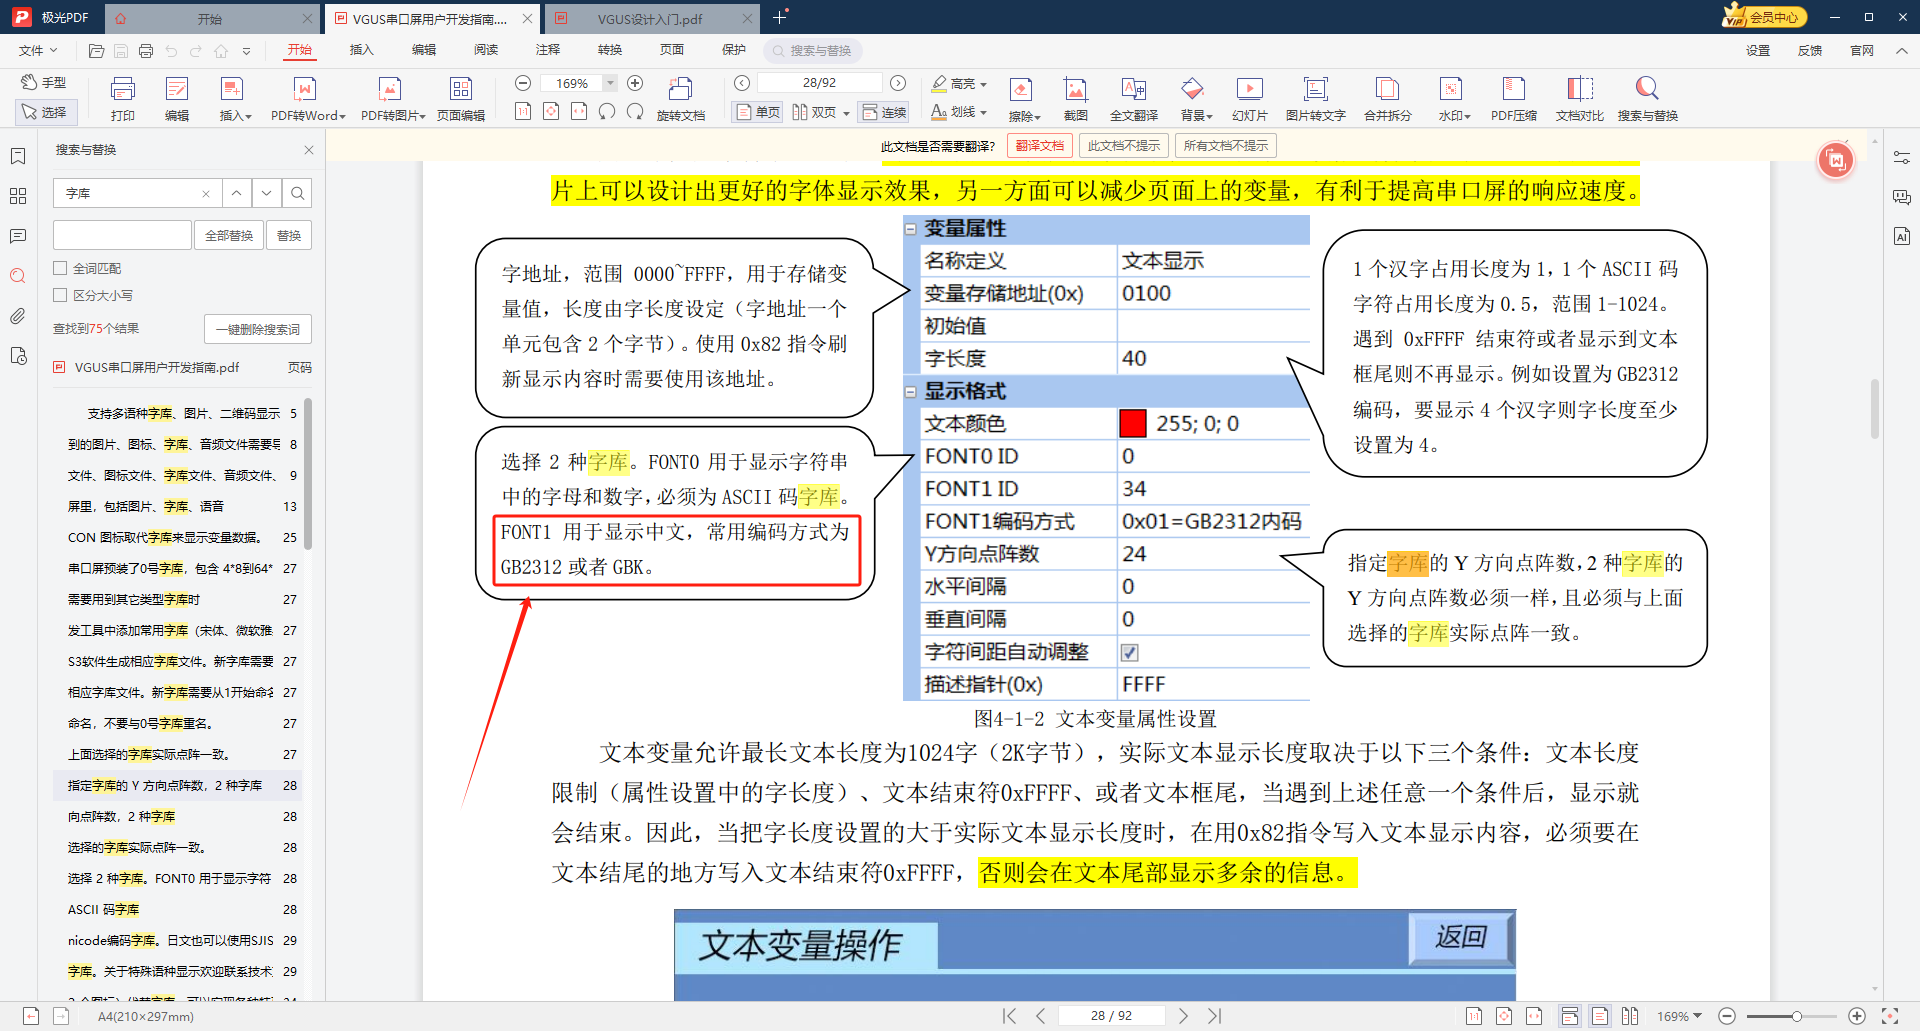 极光PDF
开始
VGUS串口屏用户开发指南....
VGUS设计入门.pdf
VIP 会员中心
文件
开始 插入 编辑 阅读 注释 转换 页面 保护 搜索与替换
设置 反馈 官网
手型
选择
打印
编辑
插入
PDF转Word
PDF转图片
页面编辑
169%
旋转文档
28/92
单页 双页 连续
高亮
划线
擦除
截图
全文翻译
背景
幻灯片
图片转文字
合并拆分
水印
PDF压缩
文档对比
搜索与替换
此文档是否需要翻译? 翻译文档 此文档不提示 所有文档不提示
搜索与替换
字库
全部替换 替换
全词匹配
区分大小写
查找到75个结果 一键删除搜索词
VGUS串口屏用户开发指南.pdf 页码
支持多语种字库、图片、二维码显示 5
到的图片、图标、字库、音频文件需要导 8
文件、图标文件、字库文件、音频文件、 9
屏里，包括图片、字库、语音 13
CON 图标取代字库来显示变量数据。 25
串口屏预装了0号字库，包含 4*8到64* 27
需要用到其它类型字库时 27
发工具中添加常用字库（宋体、微软雅 27
S3软件生成相应字库文件。新字库需要 27
相应字库文件。新字库需要从1开始命名 27
命名，不要与0号字库重名。 27
上面选择的字库实际点阵一致。 27
指定字库的 Y 方向点阵数，2 种字库 28
向点阵数，2 种字库 28
选择的字库实际点阵一致。 28
选择 2 种字库。FONT0 用于显示字符 28
ASCII 码字库 28
nicode编码字库。日文也可以使用SJIS 29
字库。关于特殊语种显示欢迎联系技术 29
片上可以设计出更好的字体显示效果，另一方面可以减少页面上的变量，有利于提高串口屏的响应速度。
字地址，范围 0000~FFFF，用于存储变
量值，长度由字长度设定（字地址一个
单元包含 2 个字节）。使用 0x82 指令刷
新显示内容时需要使用该地址。
选择 2 种字库。FONT0 用于显示字符串
中的字母和数字，必须为 ASCII 码字库。
FONT1 用于显示中文，常用编码方式为
GB2312 或者 GBK。
变量属性
名称定义 文本显示
变量存储地址(0x) 0100
初始值
字长度 40
显示格式
文本颜色 255; 0; 0
FONT0 ID 0
FONT1 ID 34
FONT1编码方式 0x01=GB2312内码
Y方向点阵数 24
水平间隔 0
垂直间隔 0
字符间距自动调整
描述指针(0x) FFFF
1 个汉字占用长度为 1，1 个 ASCII 码
字符占用长度为 0.5，范围 1-1024。
遇到 0xFFFF 结束符或者显示到文本
框尾则不再显示。例如设置为 GB2312
编码，要显示 4 个汉字则字长度至少
设置为 4。
指定字库的 Y 方向点阵数，2 种字库的
Y 方向点阵数必须一样，且必须与上面
选择的字库实际点阵一致。
图4-1-2 文本变量属性设置
文本变量允许最长文本长度为1024字（2K字节），实际文本显示长度取决于以下三个条件：文本长度
限制（属性设置中的字长度）、文本结束符0xFFFF、或者文本框尾，当遇到上述任意一个条件后，显示就
会结束。因此，当把字长度设置的大于实际文本显示长度时，在用0x82指令写入文本显示内容，必须要在
文本结尾的地方写入文本结束符0xFFFF，否则会在文本尾部显示多余的信息。
文本变量操作
返回
A4(210×297mm)
28 / 92
169%